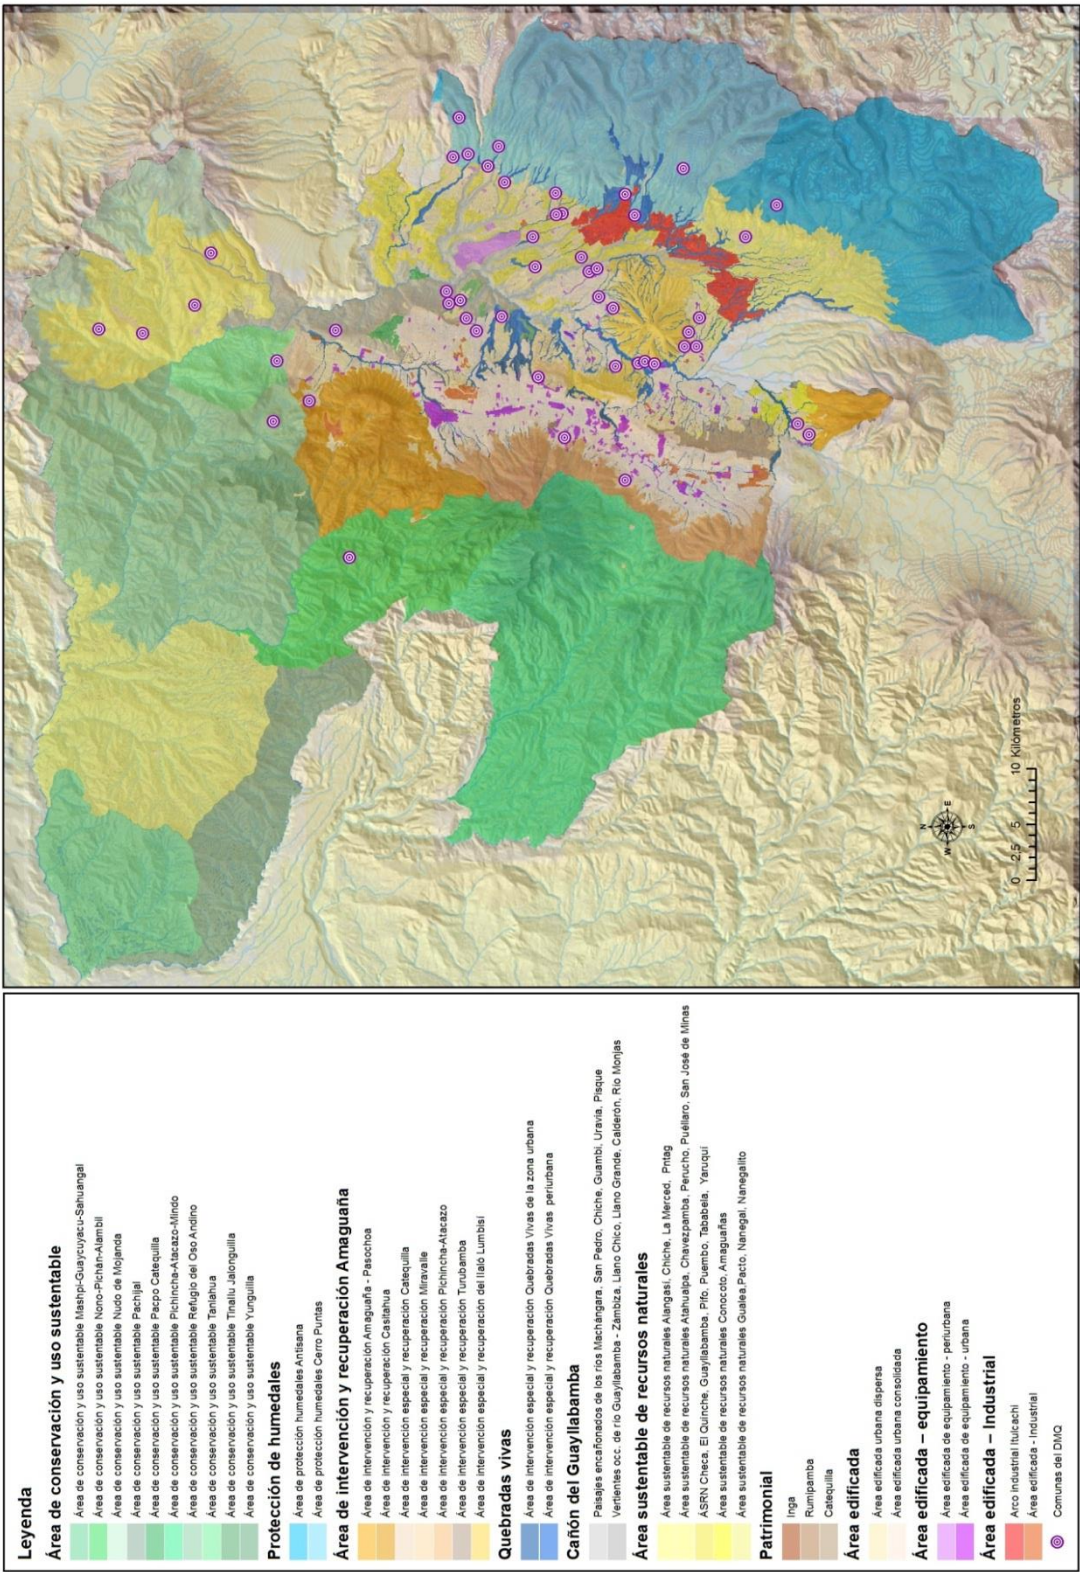 Leyenda
Área de conservación y uso sustentable
Área de conservación y uso sustentable Mashpi-Guaycuyacu-Sahuangal
Área de conservación y uso sustentable Nono-Pichán-Alambil
Área de conservación y uso sustentable Nudo de Mojanda
Área de conservación y uso sustentable Pachijal
Área de conservación y uso sustentable Pacpo Catequilla
Área de conservación y uso sustentable Pichincha-Atacazo-Mindo
Área de conservación y uso sustentable Refugio del Oso Andino
Área de conservación y uso sustentable Tanlahua
Área de conservación y uso sustentable Tinallu Jalonguilla
Área de conservación y uso sustentable Yunguilla
Protección de humedales
Área de protección humedales Antisana
Área de protección humedales Cerro Puntas
Área de intervención y recuperación Amaguaña
Área de intervención y recuperación Amaguaña - Pasochoa
Área de intervención y recuperación Casitahua
Área de intervención especial y recuperación Catequilla
Área de intervención especial y recuperación Miravalle
Área de intervención especial y recuperación Pichincha-Atacazo
Área de intervención especial y recuperación Turubamba
Área de intervención especial y recuperación del Ilaló Lumbisí
Quebradas vivas
Área de intervención especial y recuperación Quebradas Vivas de la zona urbana
Área de intervención especial y recuperación Quebradas Vivas periurbana
Cañón del Guayllabamba
Paisajes encañonados de los ríos Machángara, San Pedro, Chiche, Guambi, Uravia, Pisque
Vertientes occ. de río Guayllabamba - Zámbiza, Llano Chico, Llano Grande, Calderón, Río Monjas
Área sustentable de recursos naturales
Área sustentable de recursos naturales Alangasí, Chiche, La Merced, Pntag
Área sustentable de recursos naturales Atahualpa, Chavezpamba, Perucho, Puéllaro, San José de Minas
ASRN Checa, El Quinche, Guayllabamba, Pifo, Puembo, Tababela, Yaruquí
Área sustentable de recursos naturales Conocoto, Amaguañas
Área sustentable de recursos naturales Gualea,Pacto, Nanegal, Nanegalito
Patrimonial
Inga
Rumipamba
Catequilla
Área edificada
Área edificada urbana dispersa
Área edificada urbana consolidada
Área edificada – equipamiento
Área edificada de equipamiento - periurbana
Área edificada de equipamiento - urbana
Área edificada – Industrial
Arco Industrial Itulcachi
Área edificada - Industrial
Comunas del DMQ
N
W E
S
0 2,5 5 10 Kilómetros